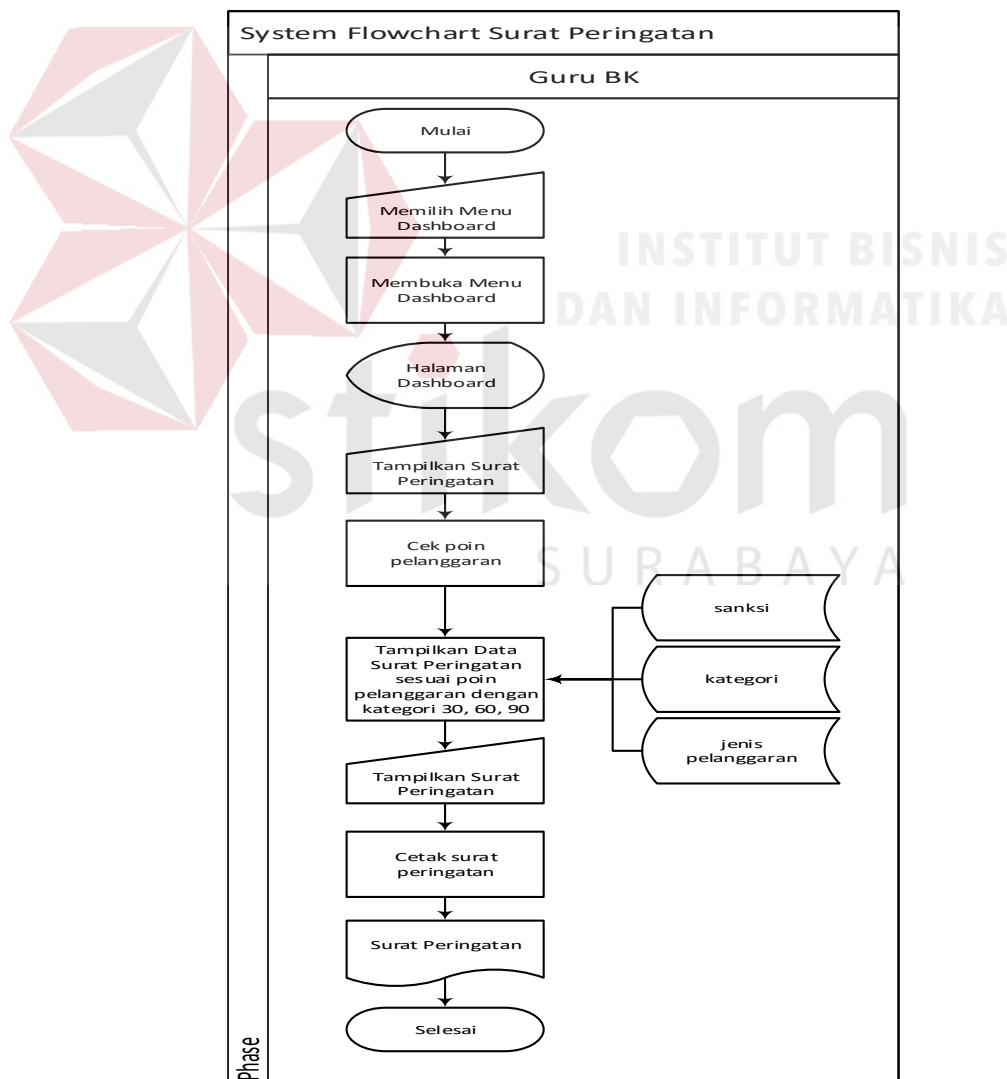 System Flowchart Surat Peringatan
Guru BK
Mulai
Memilih Menu
Dashboard
Membuka Menu
Dashboard
Halaman
Dashboard
Tampilkan Surat
Peringatan
Cek poin
pelanggaran
Tampilkan Data
Surat Peringatan
sesuai poin
pelanggaran dengan
kategori 30, 60, 90
sanksi
kategori
jenis
pelanggaran
Tampilkan Surat
Peringatan
Cetak surat
peringatan
Surat Peringatan
Selesai
Phase
INSTITUT BISNIS
DAN INFORMATIKA
stikom
SURABAYA